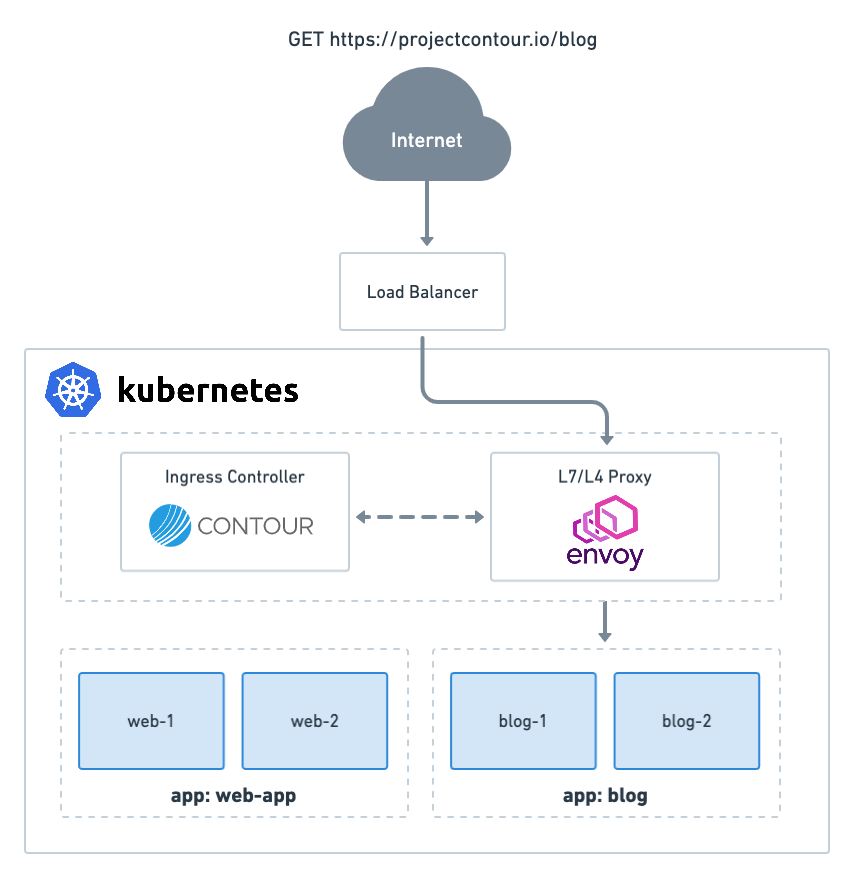 GET https://projectcontour.io/blog
Internet
Load Balancer
kubernetes
Ingress Controller
CONTOUR
L7/L4 Proxy
envoy
web-1
web-2
app: web-app
blog-1
blog-2
app: blog